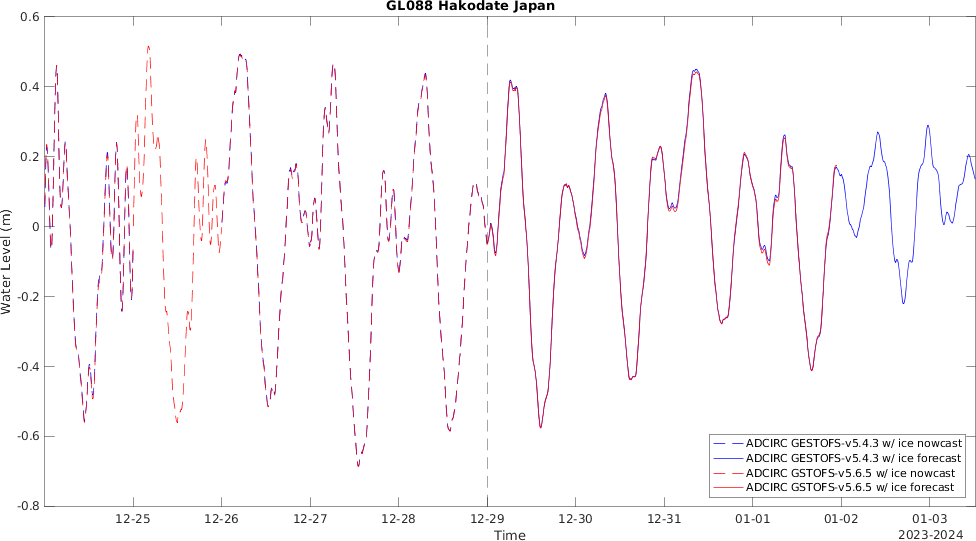 GL088 Hakodate Japan
0.6
0.4
0.2
0
-0.2
-0.4
-0.6
-0.8
Water Level (m)
ADCIRC GESTOFS-v5.4.3 w/ ice nowcast
ADCIRC GESTOFS-v5.4.3 w/ ice forecast
ADCIRC GSTOFS-v5.6.5 w/ ice nowcast
ADCIRC GSTOFS-v5.6.5 w/ ice forecast
12-25 12-26 12-27 12-28 12-29 12-30 12-31 01-01 01-02 01-03
Time
2023-2024